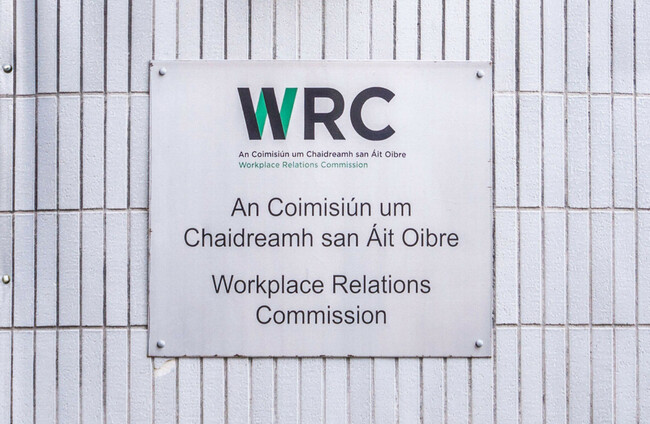 WRC
An Coimisiún um Chaidreamh san Áit Oibre
Workplace Relations Commission
An Coimisiún um
Chaidreamh san Áit Oibre
Workplace Relations
Commission